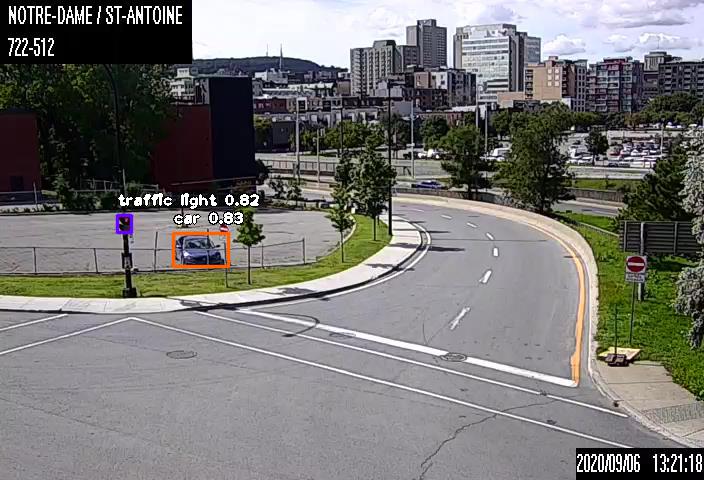 NOTRE-DAME / ST-ANTOINE
722-512
traffic light 0.82
car 0.83
2020/09/06 13:21:18